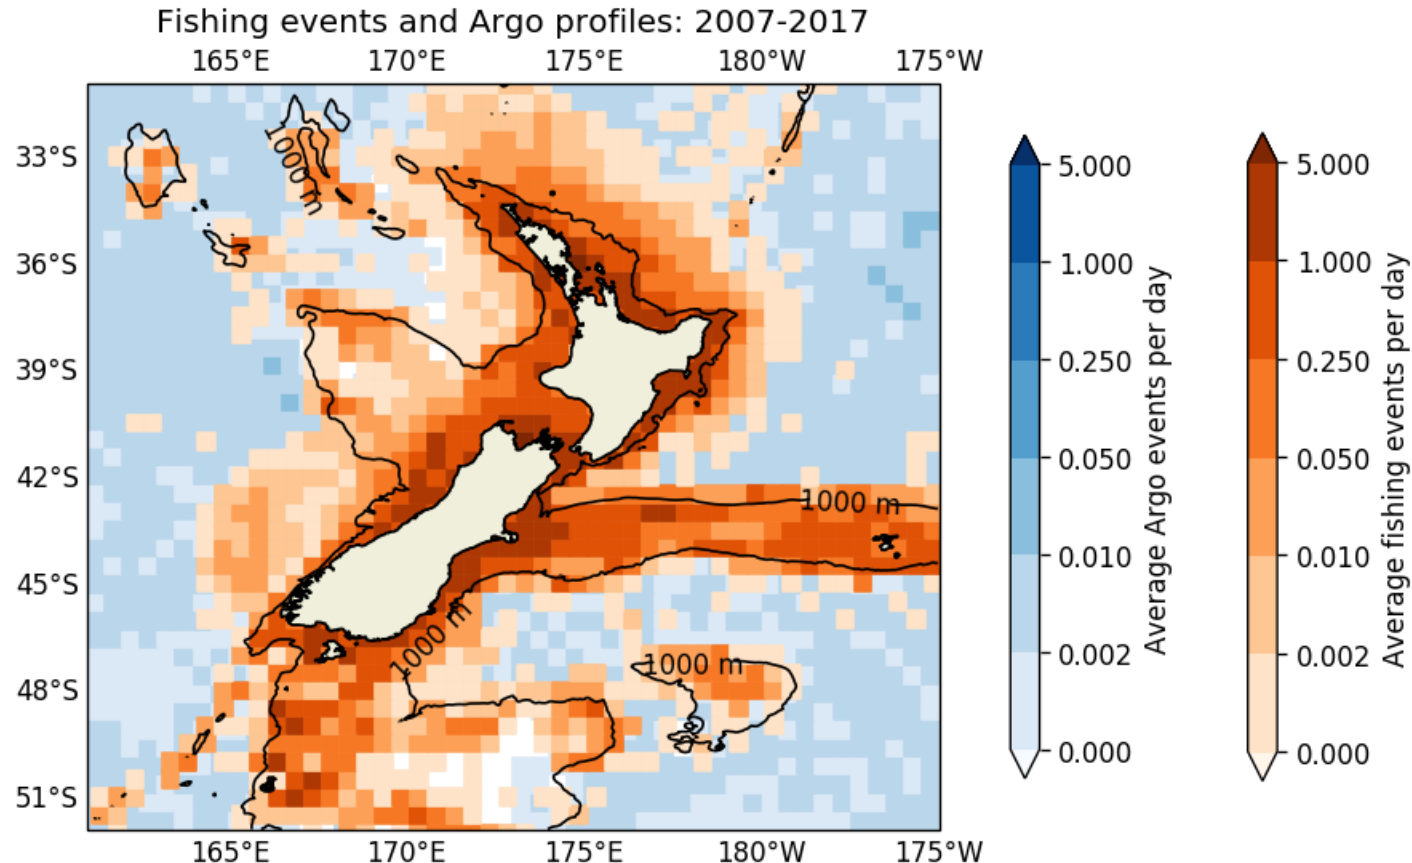 Fishing events and Argo profiles: 2007-2017
165°E 170°E 175°E 180°W 175°W
33°S
36°S
39°S
42°S
45°S
48°S
51°S
1000 m
1000 m
1000 m
1000 m
165°E 170°E 175°E 180°W 175°W
5.000
1.000
0.250
0.050
0.010
0.002
0.000
Average Argo events per day
5.000
1.000
0.250
0.050
0.010
0.002
0.000
Average fishing events per day